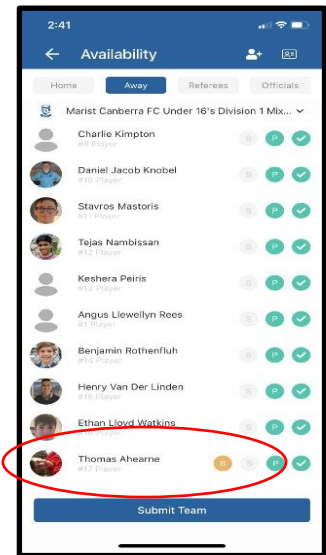 2:41
Availability
Home Away Referees Officials
Marist Canberra FC Under 16's Division 1 Mix...
Charlie Kimpton S P
#8 Player
Daniel Jacob Knobel S P
#10 Player
Stavros Mastoris S P
#11 Player
Tejas Nambissan S P
#12 Player
Keshera Peiris S P
#13 Player
Angus Llewellyn Rees S P
#1 Player
Benjamin Rothenfluh S P
#14 Player
Henry Van Der Linden S P
#15 Player
Ethan Lloyd Watkins S P
Player
Thomas Ahearne B S P
#17 Player
Submit Team